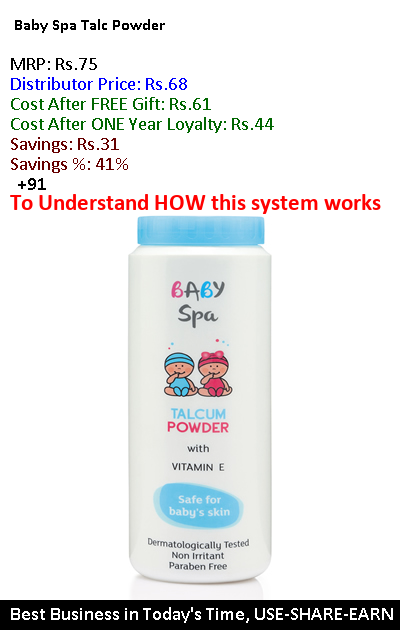 Baby Spa Talc Powder
MRP: Rs.75
Distributor Price: Rs.68
Cost After FREE Gift: Rs.61
Cost After ONE Year Loyalty: Rs.44
Savings: Rs.31
Savings %: 41%
+91
To Understand HOW this system works
BABY
Spa
TALCUM
POWDER
with
VITAMIN E
Safe for
baby's skin
Dermatologically Tested
Non Irritant
Paraben Free
Best Business in Today's Time, USE-SHARE-EARN